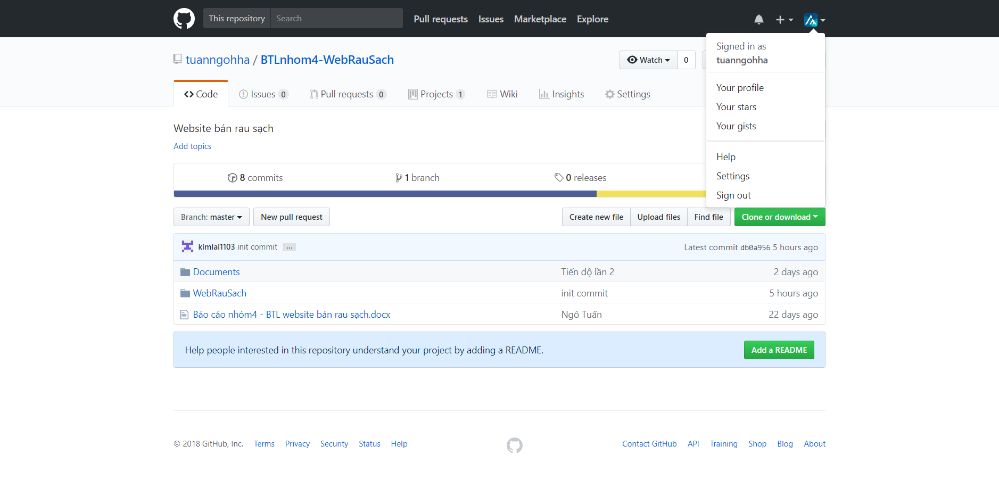 This repository Search Pull requests Issues Marketplace Explore
Signed in as
tuanngohha
Your profile
Your stars
Your gists
Help
Settings
Sign out
tuanngohha / BTLnhom4-WebRauSach
Watch 0
Code Issues 0 Pull requests 0 Projects 1 Wiki Insights Settings
Website bán rau sạch
Add topics
8 commits 1 branch 0 releases
Branch: master New pull request Create new file Upload files Find file Clone or download
kimlai1103 init commit ... Latest commit db0a956 5 hours ago
Documents Tiến độ lần 2 2 days ago
WebRauSach init commit 5 hours ago
Báo cáo nhóm4 - BTL website bán rau sạch.docx Ngô Tuấn 22 days ago
Help people interested in this repository understand your project by adding a README. Add a README
© 2018 GitHub, Inc. Terms Privacy Security Status Help Contact GitHub API Training Shop Blog About